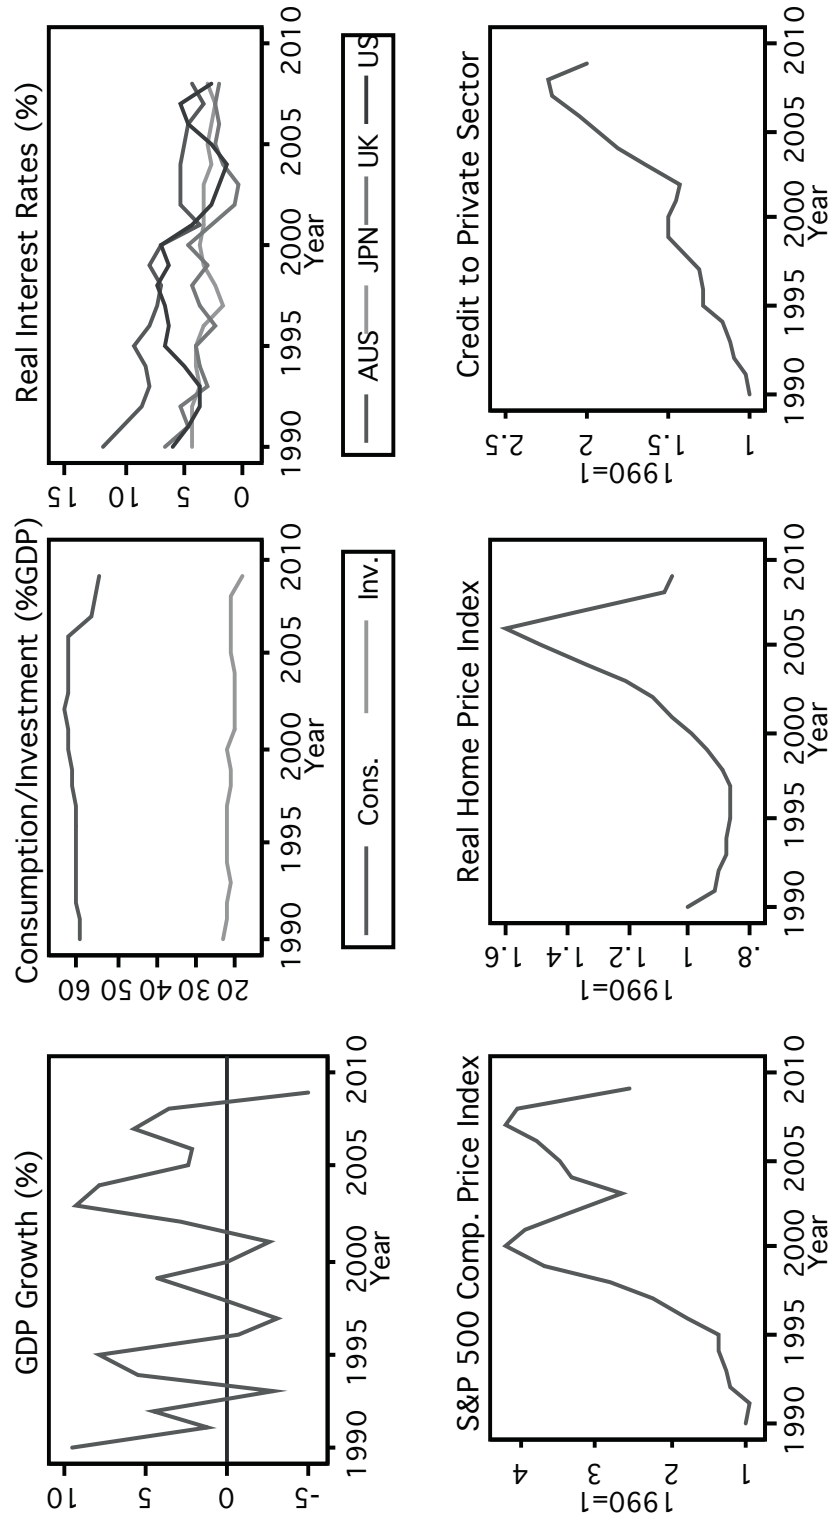 GDP Growth (%)
10
5
0
-5
1990 1995 2000 2005 2010
Year
Consumption/Investment (%GDP)
60
50
40
30
20
1990 1995 2000 2005 2010
Year
Cons. Inv.
Real Interest Rates (%)
15
10
5
0
1990 1995 2000 2005 2010
Year
AUS JPN UK US
S&P 500 Comp. Price Index
1990=1
4
3
2
1
1990 1995 2000 2005 2010
Year
Real Home Price Index
1990=1
1.6
1.4
1.2
1
.8
1990 1995 2000 2005 2010
Year
Credit to Private Sector
1990=1
2.5
2
1.5
1
1990 1995 2000 2005 2010
Year